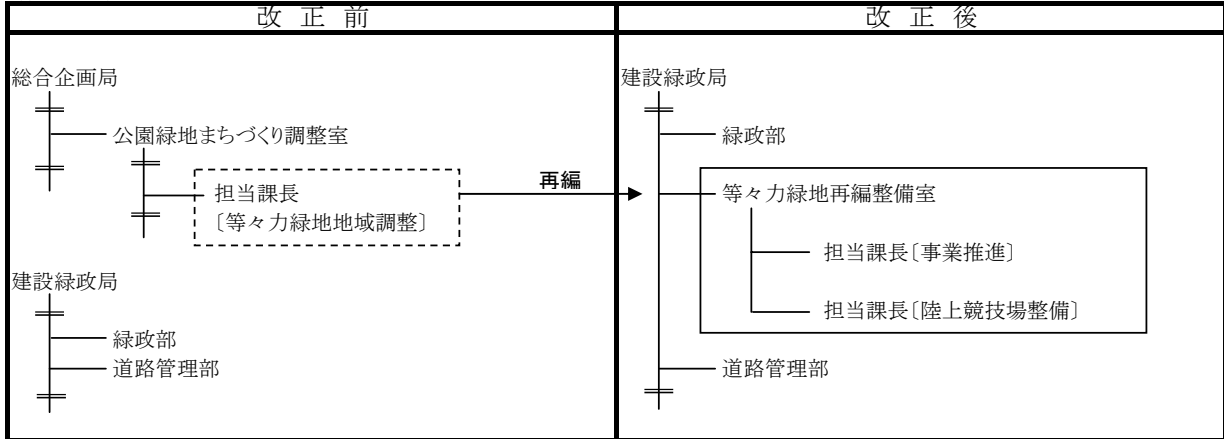 改正前
総合企画局
公園緑地まちづくり調整室
担当課長
〔等々力緑地地域調整〕
再編
建設緑政局
緑政部
道路管理部
改正後
建設緑政局
緑政部
等々力緑地再編整備室
担当課長〔事業推進〕
担当課長〔陸上競技場整備〕
道路管理部